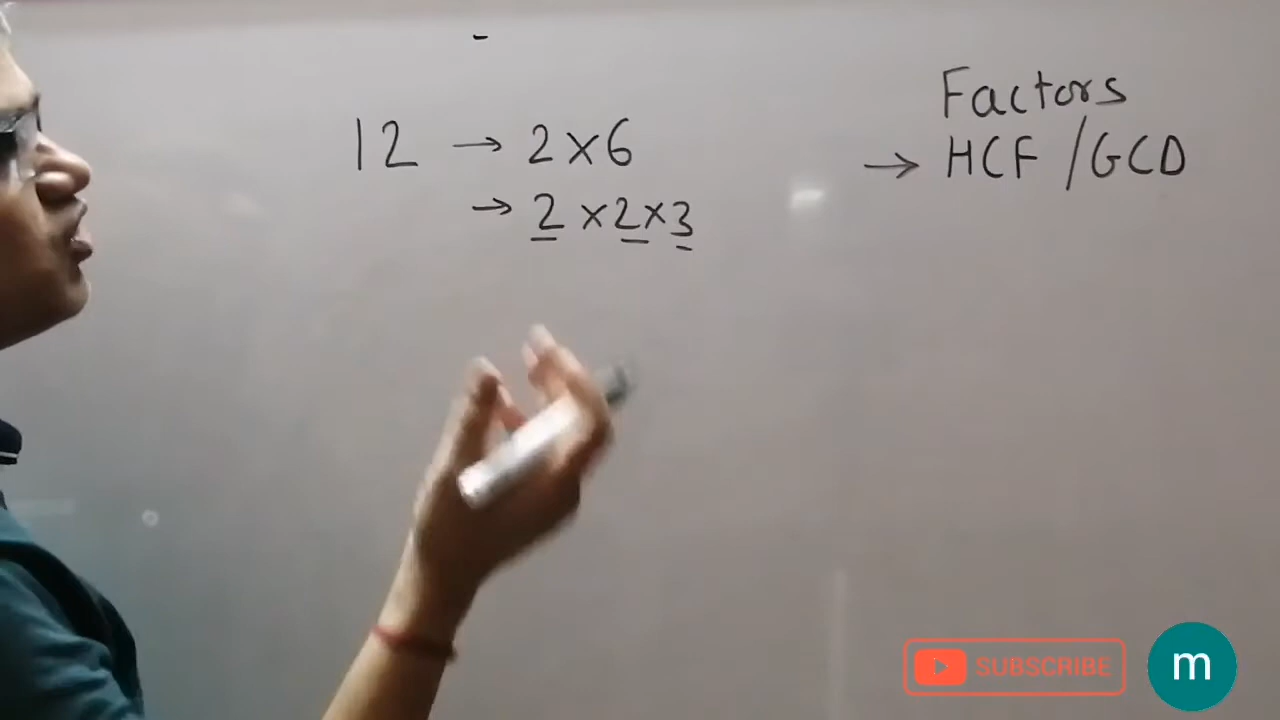 12 → 2×6
→ 2×2×3
Factors
→ HCF / GCD
SUBSCRIBE
m